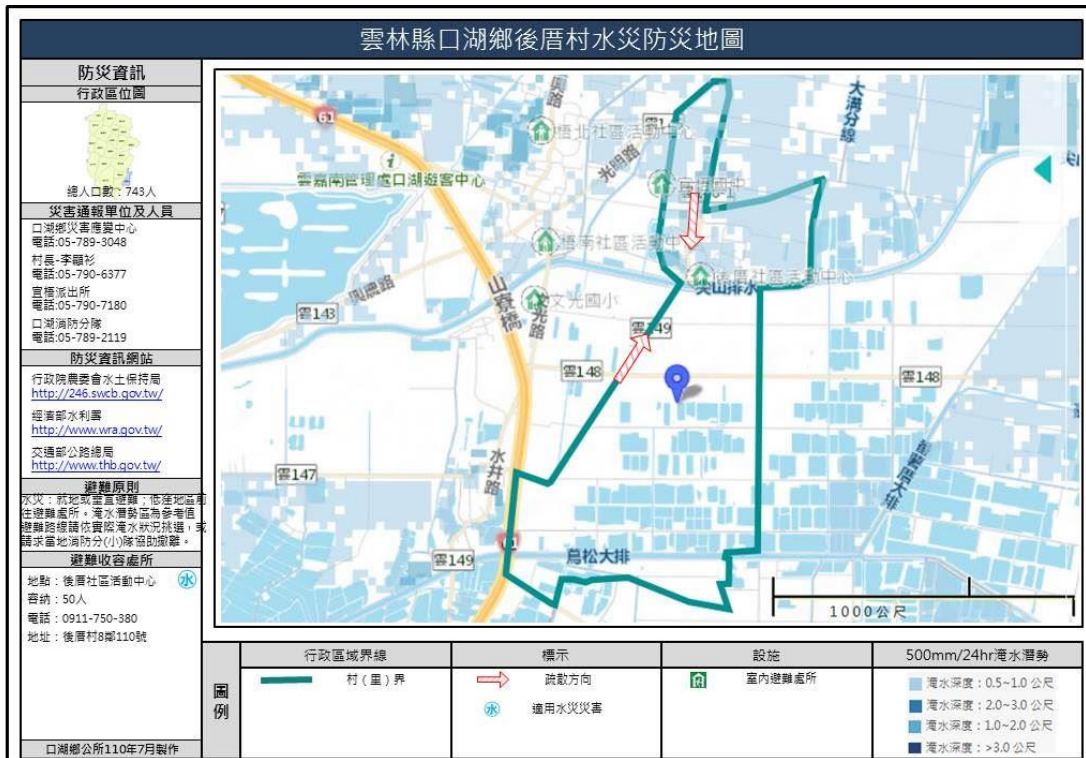 雲林縣口湖鄉後厝村水災防災地圖
防災資訊
行政區位圖
總人口數：743人
災害通報單位及人員
口湖鄉災害應變中心
電話:05-789-3048
村長-李顯衫
電話:05-790-6377
宜梧派出所
電話:05-790-7180
口湖消防分隊
電話:05-789-2119
防災資訊網站
行政院農委會水土保持局
http://246.swcb.gov.tw/
經濟部水利署
http://www.wra.gov.tw/
交通部公路總局
http://www.thb.gov.tw/
避難原則
水災：就地或垂直避難；低窪地區前
往避難處所。淹水潛勢區為參考值，
避難路線請依實際淹水狀況挑選，或
請求當地消防分(小)隊協助撤離。
避難收容處所
地點：後厝社區活動中心
水
容納：50人
電話：0911-750-380
地址：後厝村8鄰110號
口湖鄉公所110年7月製作
61
雲嘉南管理處口湖遊客中心
梧北社區活動中心
光明路
大溝分線
梧南社區活動中
後厝社區活動中心
尖山排水
興農路
山寮橋
文光國小
文光路
雲143
雲149
雲148
雲148
雲147
水井路
雲149
烏松大排
1000公尺
圖例
行政區域界線
村（里）界
標示
疏散方向
水
適用水災災害
設施
室內避難處所
500mm/24hr淹水潛勢
淹水深度：0.5~1.0 公尺
淹水深度：2.0~3.0 公尺
淹水深度：1.0~2.0 公尺
淹水深度：>3.0 公尺